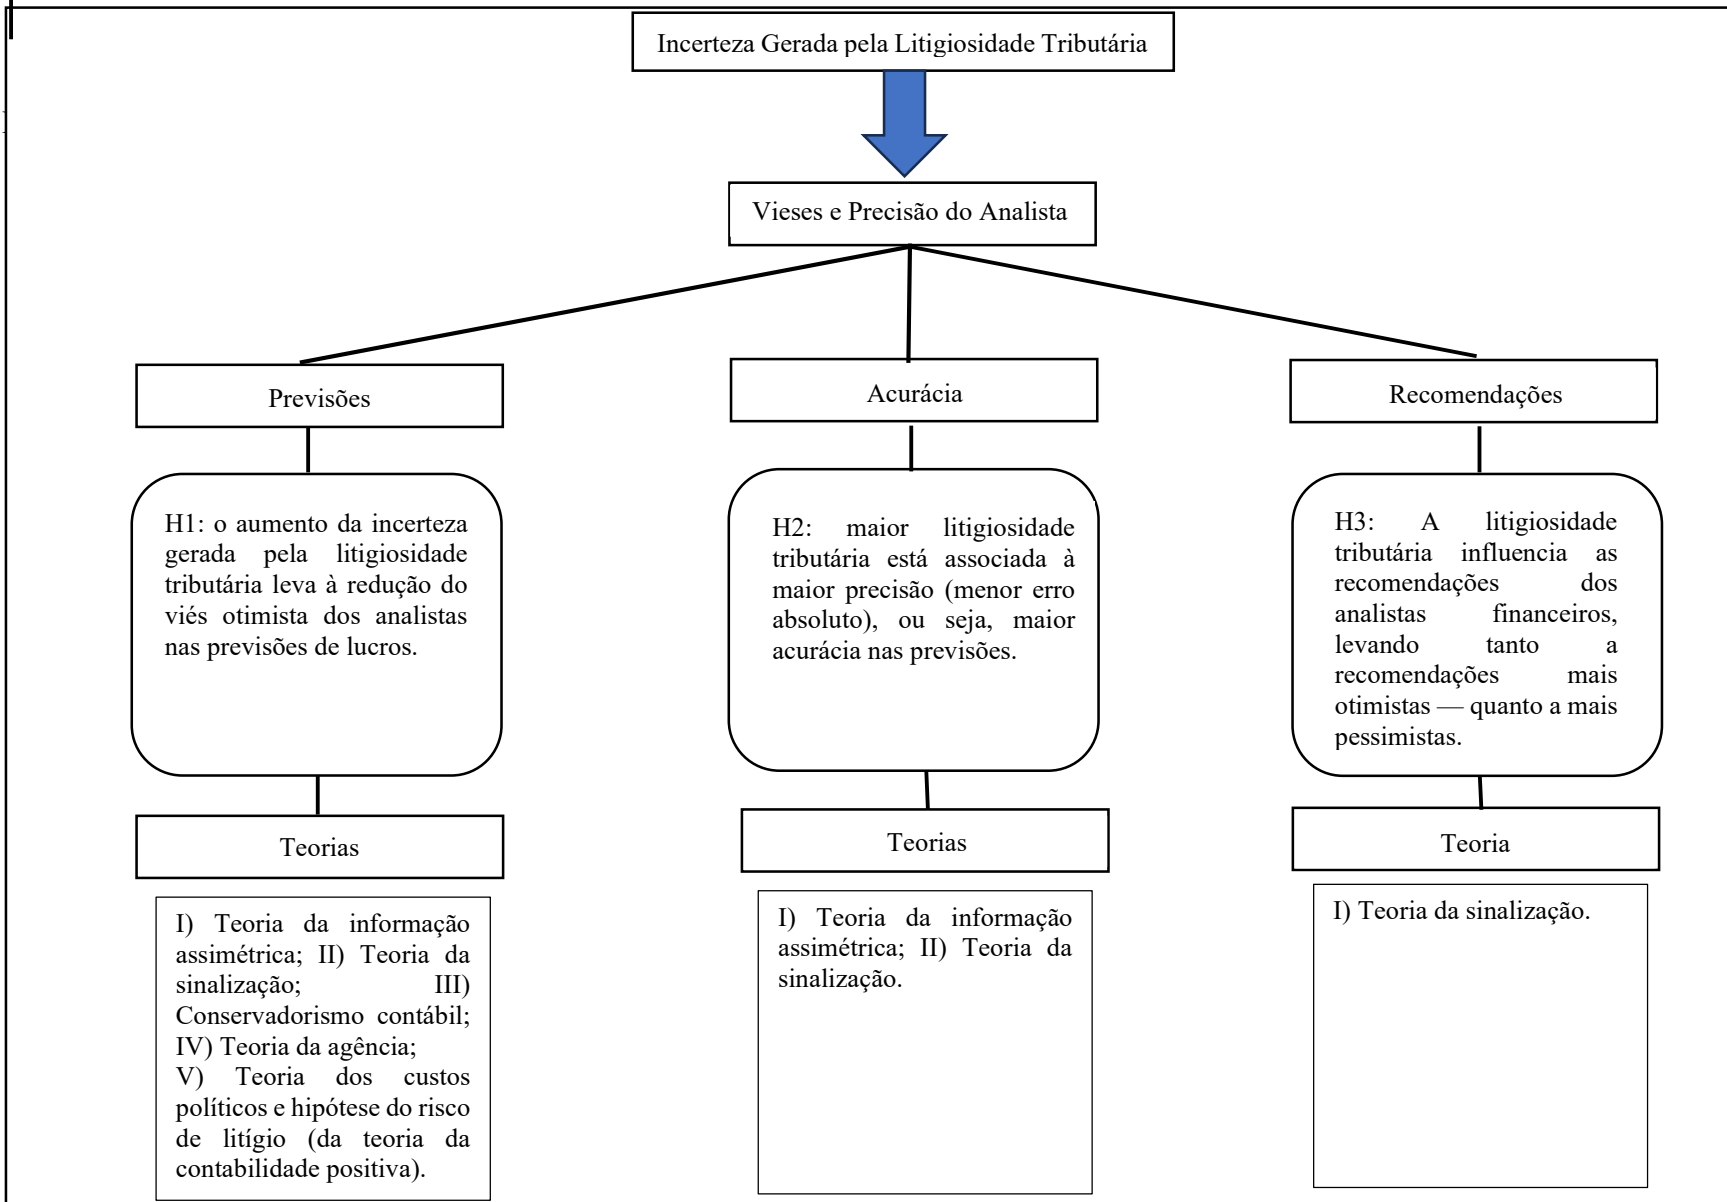 Incerteza Gerada pela Litigiosidade Tributária
Vieses e Precisão do Analista
Previsões
Acurácia
Recomendações
H1: o aumento da incerteza
gerada pela litigiosidade
tributária leva à redução do
viés otimista dos analistas
nas previsões de lucros.
H2: maior litigiosidade
tributária está associada à
maior precisão (menor erro
absoluto), ou seja, maior
acurácia nas previsões.
H3: A litigiosidade
tributária influencia as
recomendações dos
analistas financeiros,
levando tanto a
recomendações mais
otimistas — quanto a mais
pessimistas.
Teorias
Teorias
Teoria
I) Teoria da informação
assimétrica; II) Teoria da
sinalização; III)
Conservadorismo contábil;
IV) Teoria da agência;
V) Teoria dos custos
políticos e hipótese do risco
de litígio (da teoria da
contabilidade positiva).
I) Teoria da informação
assimétrica; II) Teoria da
sinalização.
I) Teoria da sinalização.